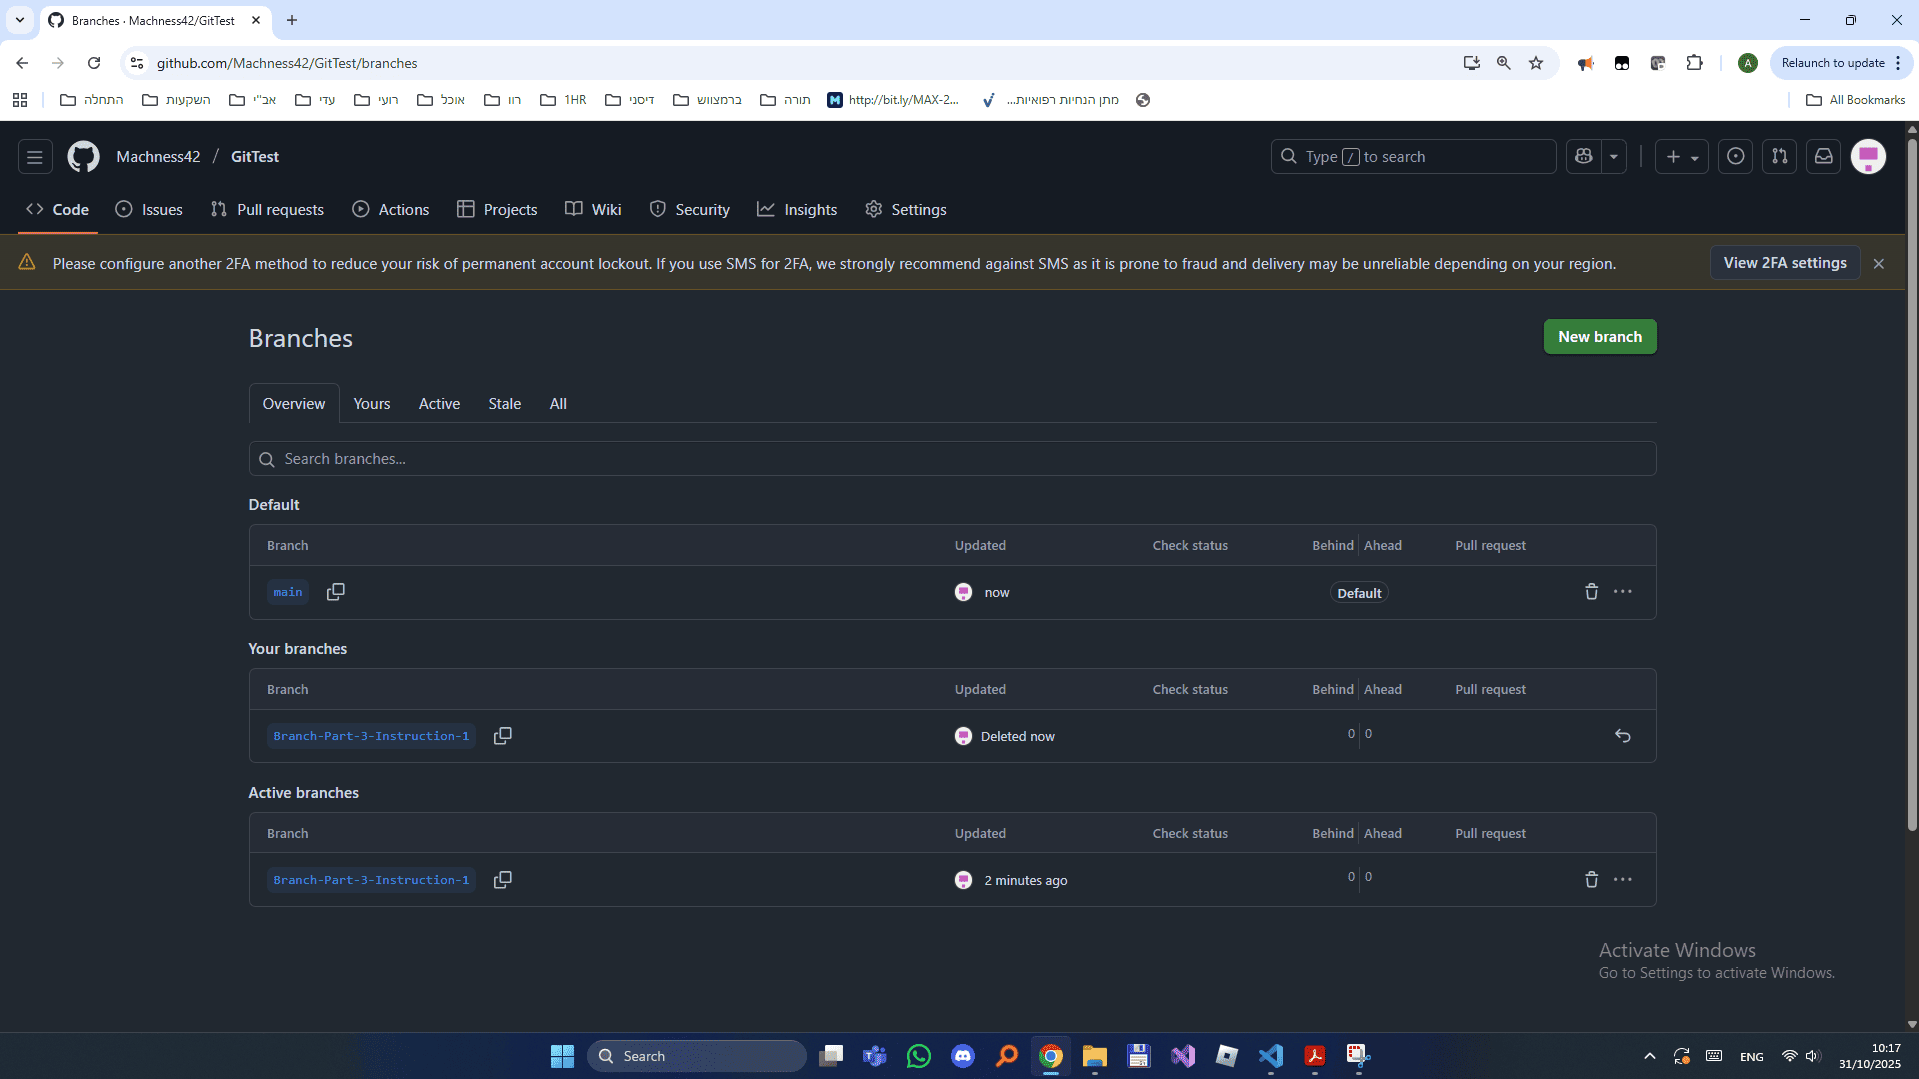 Branches · Machness42/GitTest
github.com/Machness42/GitTest/branches
Relaunch to update
התחלה
השקעות
אב"י
עדי
רועי
אוכל
רוו
1HR
דיסני
ברמצווש
תורה
http://bit.ly/MAX-2...
מתן הנחיות רפואיות...
All Bookmarks
Machness42 / GitTest
Type / to search
Code Issues Pull requests Actions Projects Wiki Security Insights Settings
Please configure another 2FA method to reduce your risk of permanent account lockout. If you use SMS for 2FA, we strongly recommend against SMS as it is prone to fraud and delivery may be unreliable depending on your region.
View 2FA settings
Branches
New branch
Overview Yours Active Stale All
Search branches...
Default
Branch Updated Check status Behind Ahead Pull request
main now Default
Your branches
Branch Updated Check status Behind Ahead Pull request
Branch-Part-3-Instruction-1 Deleted now 0 0
Active branches
Branch Updated Check status Behind Ahead Pull request
Branch-Part-3-Instruction-1 2 minutes ago 0 0
Activate Windows
Go to Settings to activate Windows.
Search
ENG
10:17
31/10/2025